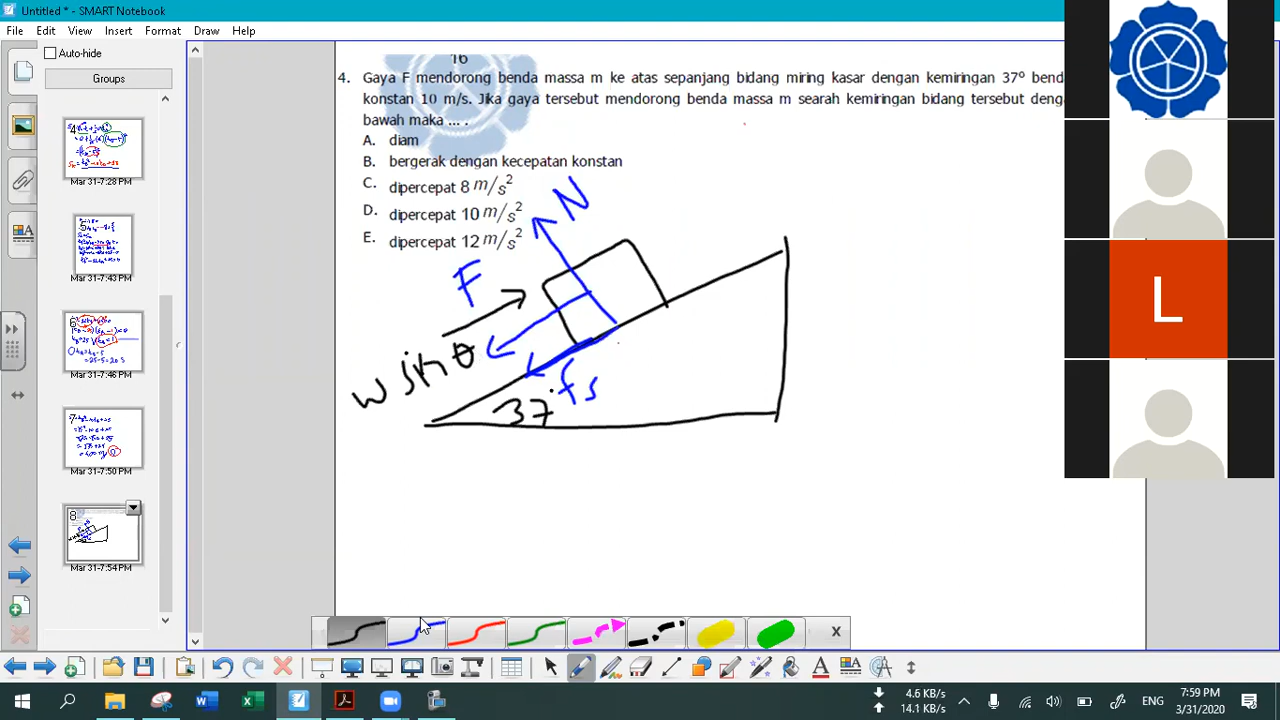 Untitled * - SMART Notebook
File Edit View Insert Format Draw Help
Auto-hide
Groups
Mar 31-7:28 PM
Mar 31-7:43 PM
Mar 31-7:46 PM
Mar 31-7:50 PM
8
Mar 31-7:54 PM
16
4. Gaya F mendorong benda massa m ke atas sepanjang bidang miring kasar dengan kemiringan 37° bend
konstan 10 m/s. Jika gaya tersebut mendorong benda massa m searah kemiringan bidang tersebut deng
bawah maka ... .
A. diam
B. bergerak dengan kecepatan konstan
C. dipercepat 8 m/s²
D. dipercepat 10 m/s²
E. dipercepat 12 m/s²
N
F
w sin θ
fs
37°
L
x
4.6 KB/s
14.1 KB/s
ENG
7:59 PM
3/31/2020